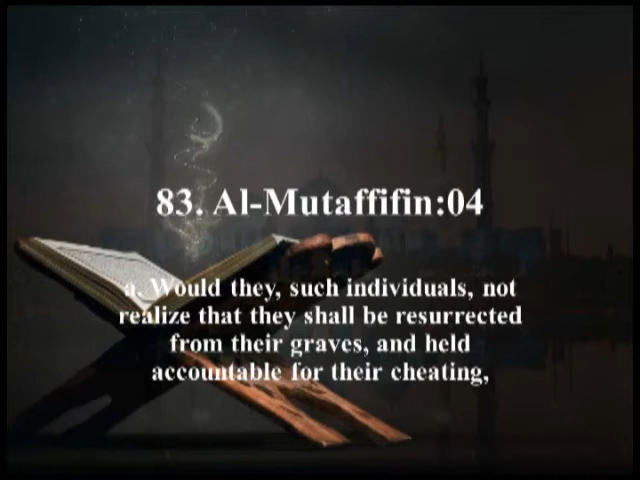 83. Al-Mutaffifin:04
a. Would they, such individuals, not
realize that they shall be resurrected
from their graves, and held
accountable for their cheating,